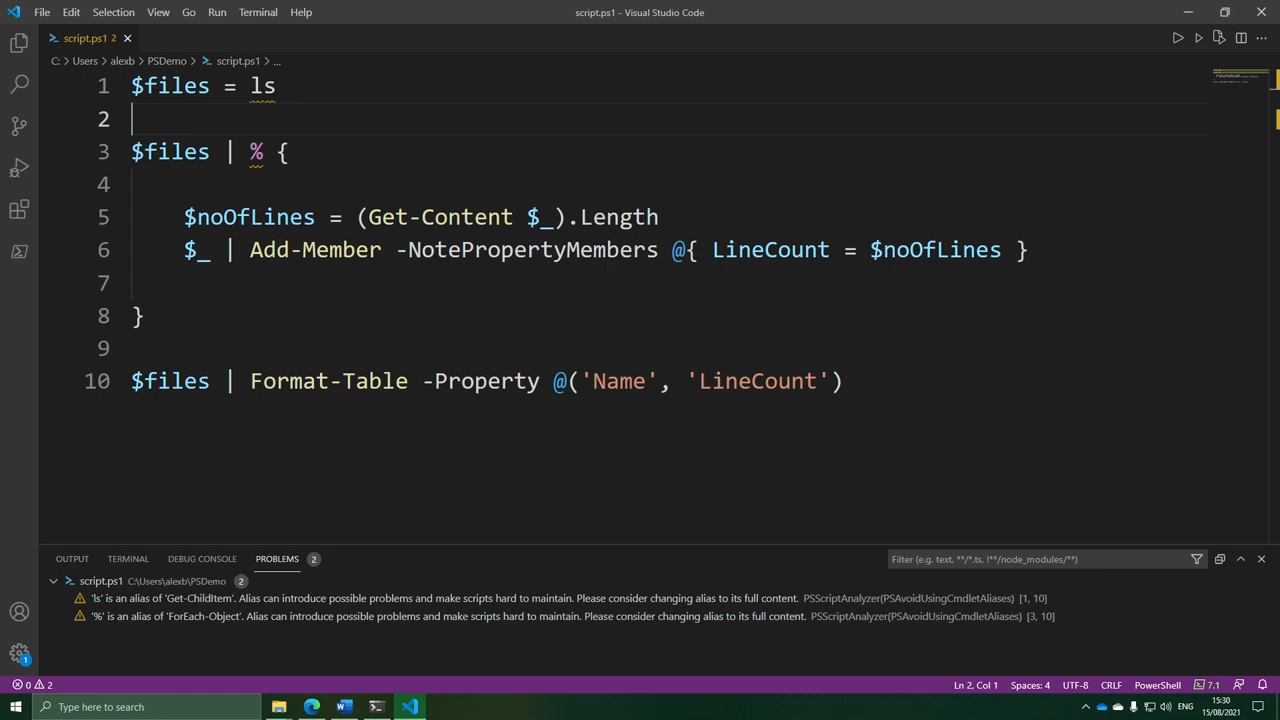 File Edit Selection View Go Run Terminal Help script.ps1 - Visual Studio Code
script.ps1 2
C: > Users > alexb > PSDemo > script.ps1 > ...
1 $files = ls
2
3 $files | % {
4
5 $noOfLines = (Get-Content $_).Length
6 $_ | Add-Member -NotePropertyMembers @{ LineCount = $noOfLines }
7
8 }
9
10 $files | Format-Table -Property @('Name', 'LineCount')
OUTPUT TERMINAL DEBUG CONSOLE PROBLEMS 2 Filter (e.g. text, **/*.ts, !**/node_modules/**)
script.ps1 C:\Users\alexb\PSDemo 2
'ls' is an alias of 'Get-ChildItem'. Alias can introduce possible problems and make scripts hard to maintain. Please consider changing alias to its full content. PSScriptAnalyzer(PSAvoidUsingCmdletAliases) [1, 10]
'%' is an alias of 'ForEach-Object'. Alias can introduce possible problems and make scripts hard to maintain. Please consider changing alias to its full content. PSScriptAnalyzer(PSAvoidUsingCmdletAliases) [3, 10]
1
0 2 Ln 2, Col 1 Spaces: 4 UTF-8 CRLF PowerShell 7.1
Type here to search ENG 15:30
15/08/2021